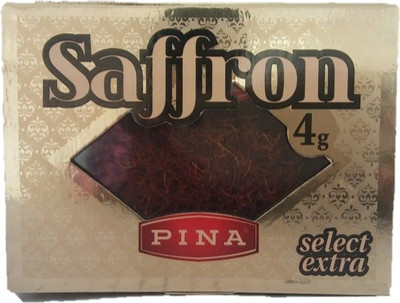 Saffron
4g
PINA®
select
extra